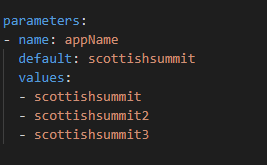 parameters:
- name: appName
  default: scottishsummit
  values:
  - scottishsummit
  - scottishsummit2
  - scottishsummit3